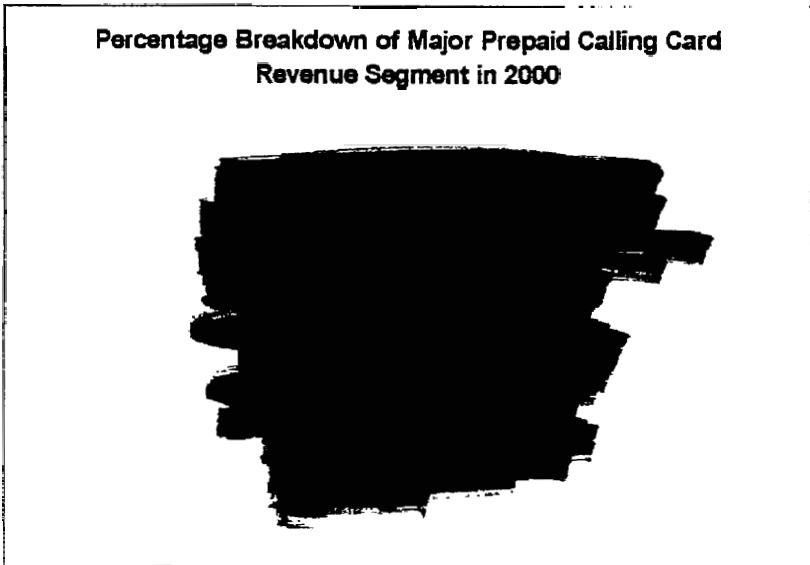 Percentage Breakdown of Major Prepaid Calling Card
Revenue Segment in 2000